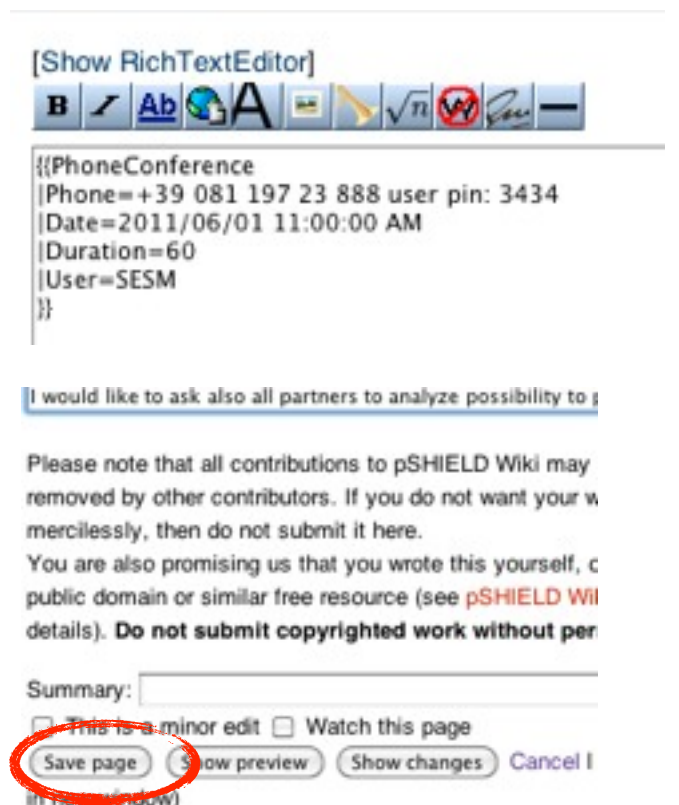 [Show RichTextEditor]
B I Ab A √n W
{{PhoneConference
|Phone=+39 081 197 23 888 user pin: 3434
|Date=2011/06/01 11:00:00 AM
|Duration=60
|User=SESM
}}
I would like to ask also all partners to analyze possibility to
Please note that all contributions to pSHIELD Wiki may
removed by other contributors. If you do not want your w
mercilessly, then do not submit it here.
You are also promising us that you wrote this yourself, o
public domain or similar free resource (see pSHIELD Wi
details). Do not submit copyrighted work without per
Summary:
This is a minor edit Watch this page
Save page Show preview Show changes Cancel
window)